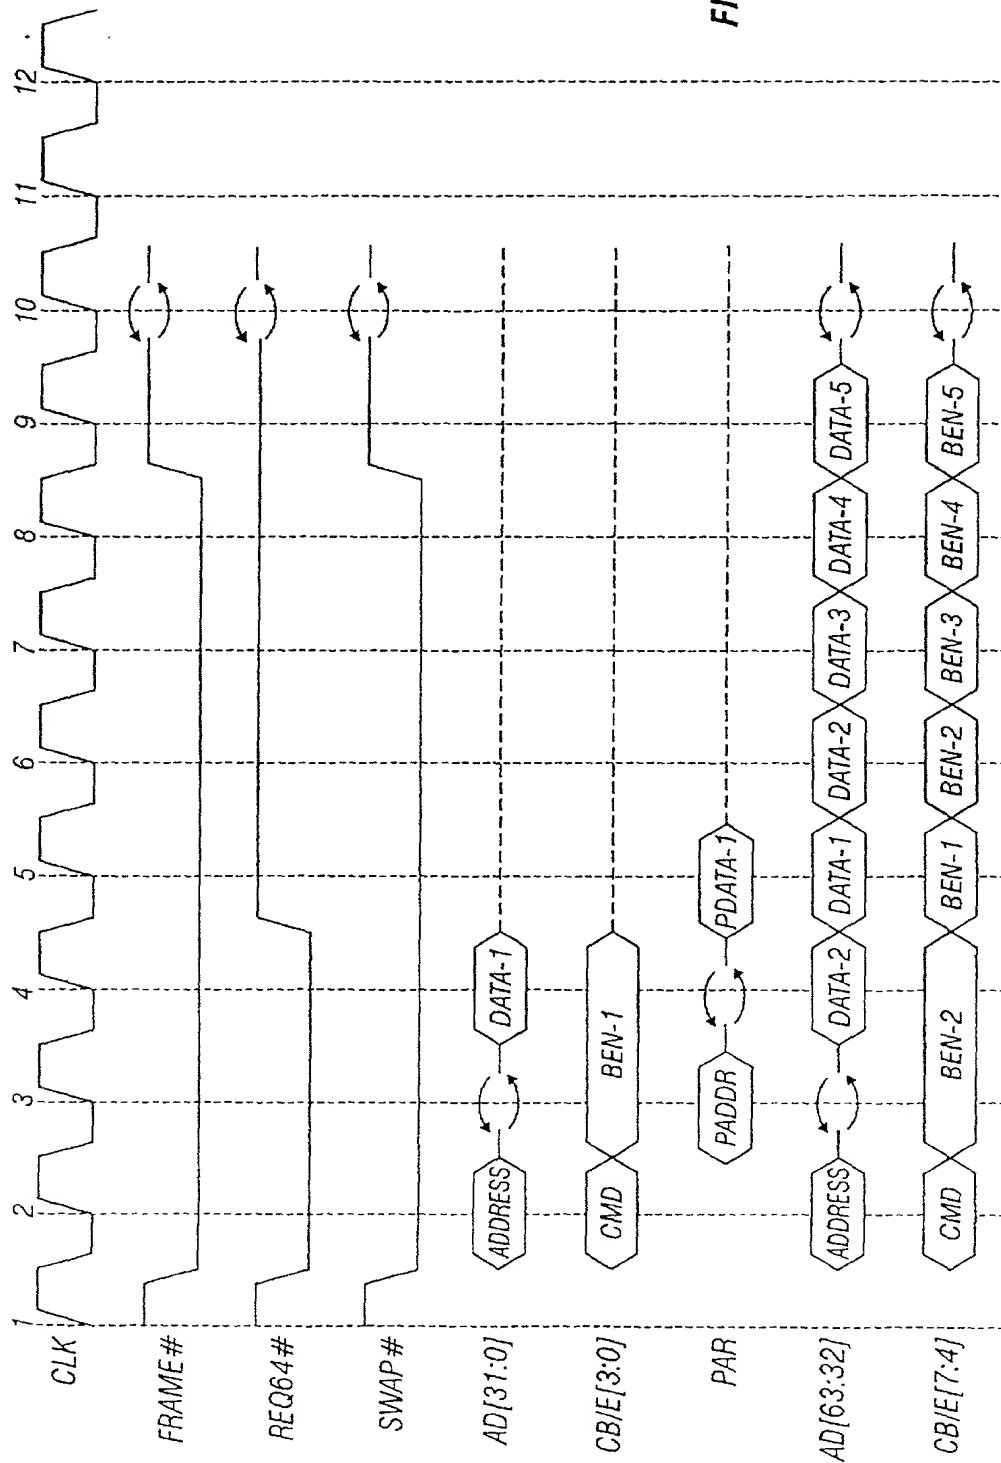 1 2 3 4 5 6 7 8 9 10 11 12
CLK
FRAME#
REQ64#
SWAP#
AD[31:0] ADDRESS DATA-1
CB/E[3:0] CMD BEN-1
PAR PADDR PDATA-1
AD[63:32] ADDRESS DATA-2 DATA-1 DATA-2 DATA-3 DATA-4 DATA-5
CB/E[7:4] CMD BEN-2 BEN-1 BEN-2 BEN-3 BEN-4 BEN-5
FI